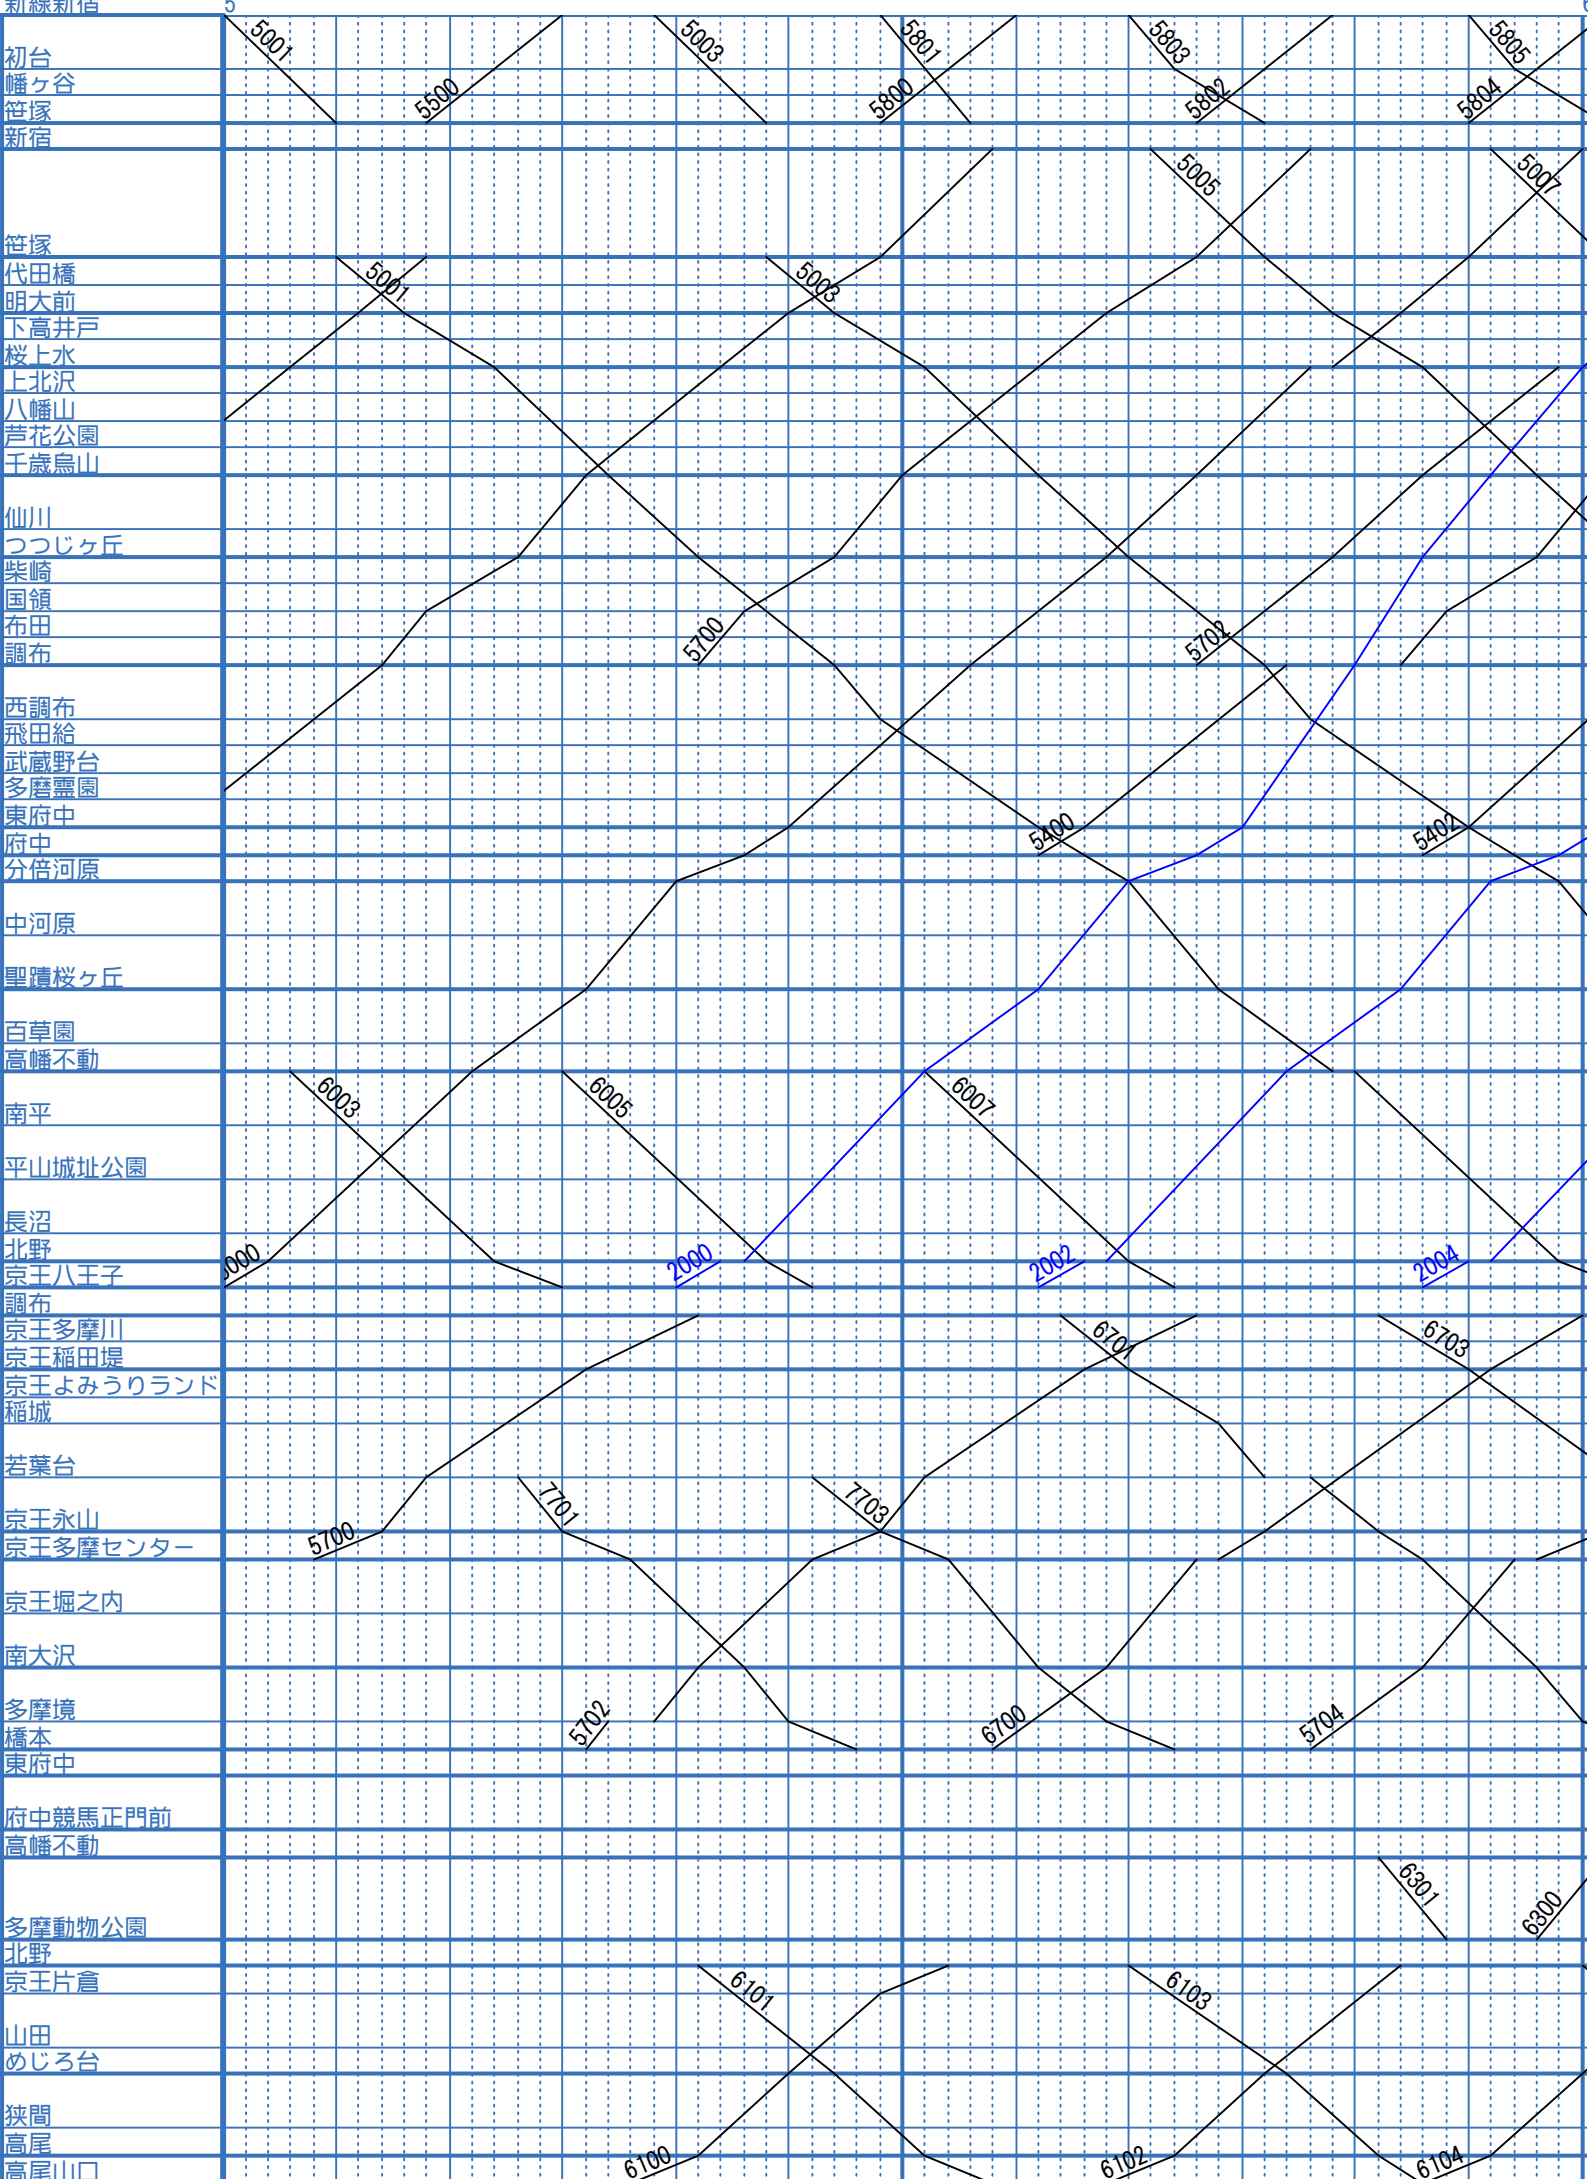 新線新宿
5
初台
幡ヶ谷
笹塚
新宿
笹塚
代田橋
明大前
下高井戸
桜上水
上北沢
八幡山
芦花公園
千歳烏山
仙川
つつじヶ丘
柴崎
国領
布田
調布
西調布
飛田給
武蔵野台
多磨霊園
東府中
府中
分倍河原
中河原
聖蹟桜ヶ丘
百草園
高幡不動
南平
平山城址公園
長沼
北野
京王八王子
調布
京王多摩川
京王稲田堤
京王よみうりランド
稲城
若葉台
京王永山
京王多摩センター
京王堀之内
南大沢
多摩境
橋本
東府中
府中競馬正門前
高幡不動
多摩動物公園
北野
京王片倉
山田
めじろ台
狭間
高尾
高尾山口
5001
5500
5003
5801
5800
5803
5802
5805
5804
5005
5007
5001
5003
5700
5702
5400
5402
6003
6005
6007
000
2000
2002
2004
6701
6703
5700
7701
7703
5702
6700
5704
6301
6300
6101
6103
6100
6102
6104